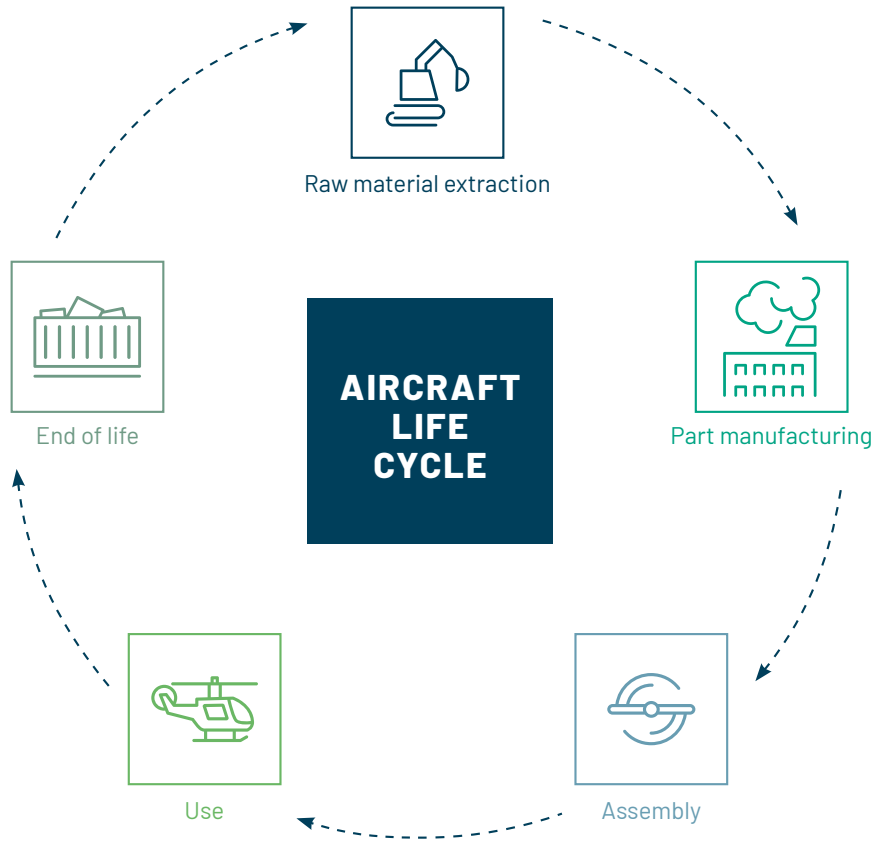 Raw material extraction
Part manufacturing
Assembly
Use
End of life
AIRCRAFT
LIFE
CYCLE